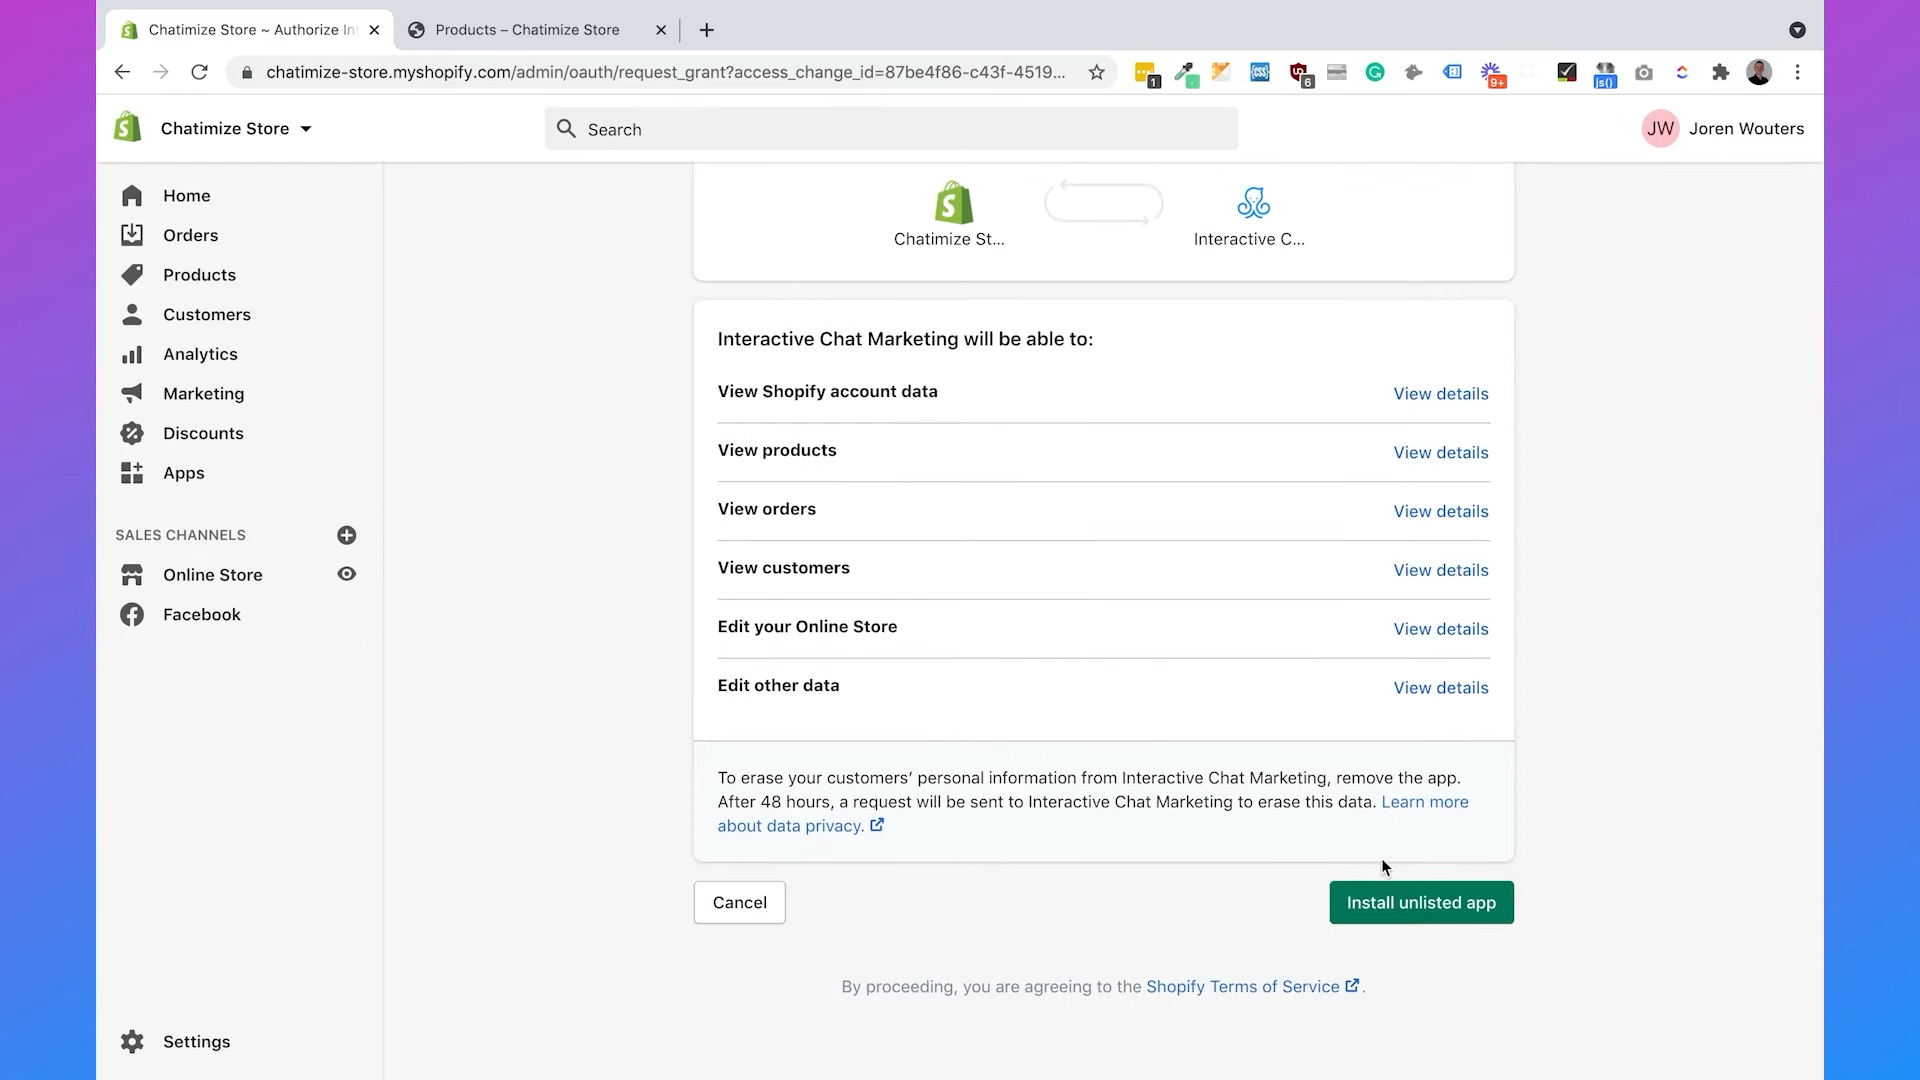 Chatimize Store ~ Authorize In
Products – Chatimize Store
chatimize-store.myshopify.com/admin/oauth/request_grant?access_change_id=87be4f86-c43f-4519...
1
6
9+
js()
Chatimize Store
Search
JW
Joren Wouters
Home
Orders
Products
Customers
Analytics
Marketing
Discounts
Apps
SALES CHANNELS
Online Store
Facebook
Settings
Chatimize St...
Interactive C...
Interactive Chat Marketing will be able to:
View Shopify account data
View details
View products
View details
View orders
View details
View customers
View details
Edit your Online Store
View details
Edit other data
View details
To erase your customers’ personal information from Interactive Chat Marketing, remove the app.
After 48 hours, a request will be sent to Interactive Chat Marketing to erase this data. Learn more
about data privacy.
Cancel
Install unlisted app
By proceeding, you are agreeing to the Shopify Terms of Service .